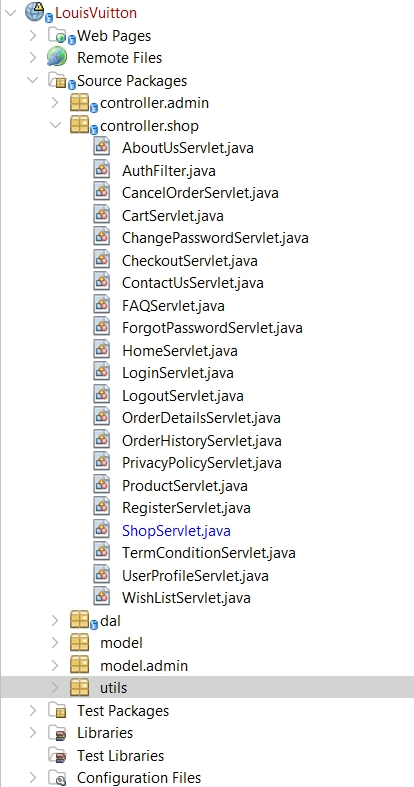 LouisVuitton
Web Pages
Remote Files
Source Packages
controller.admin
controller.shop
AboutUsServlet.java
AuthFilter.java
CancelOrderServlet.java
CartServlet.java
ChangePasswordServlet.java
CheckoutServlet.java
ContactUsServlet.java
FAQServlet.java
ForgotPasswordServlet.java
HomeServlet.java
LoginServlet.java
LogoutServlet.java
OrderDetailsServlet.java
OrderHistoryServlet.java
PrivacyPolicyServlet.java
ProductServlet.java
RegisterServlet.java
ShopServlet.java
TermConditionServlet.java
UserProfileServlet.java
WishListServlet.java
dal
model
model.admin
utils
Test Packages
Libraries
Test Libraries
Configuration Files